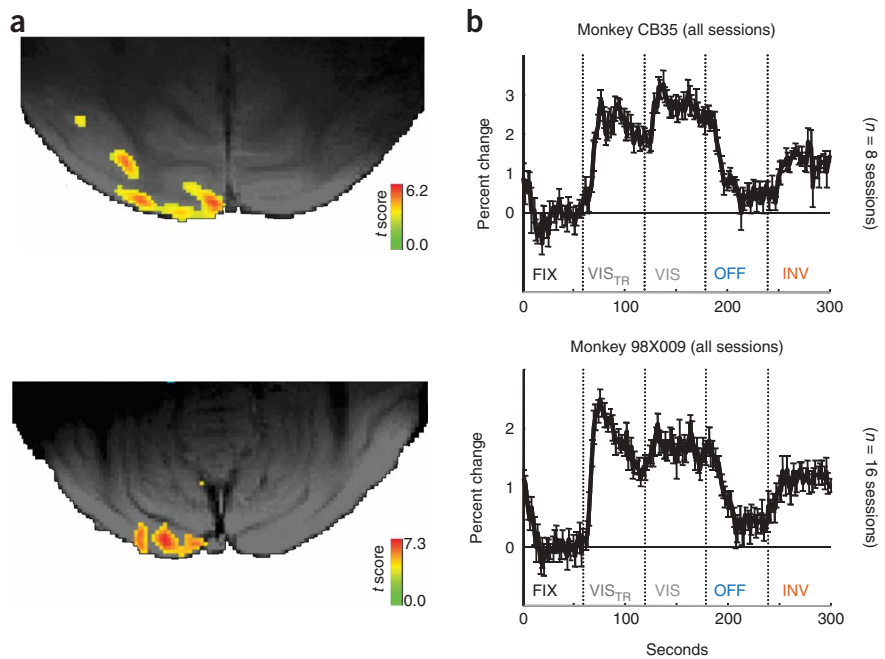 a
t score
6.2
0.0
t score
7.3
0.0
b
Monkey CB35 (all sessions)
Percent change
3
2
1
0
FIX
VIS_TR
VIS
OFF
INV
0
100
200
300
(n = 8 sessions)
Monkey 98X009 (all sessions)
Percent change
2
1
0
FIX
VIS_TR
VIS
OFF
INV
0
100
200
300
Seconds
(n = 16 sessions)